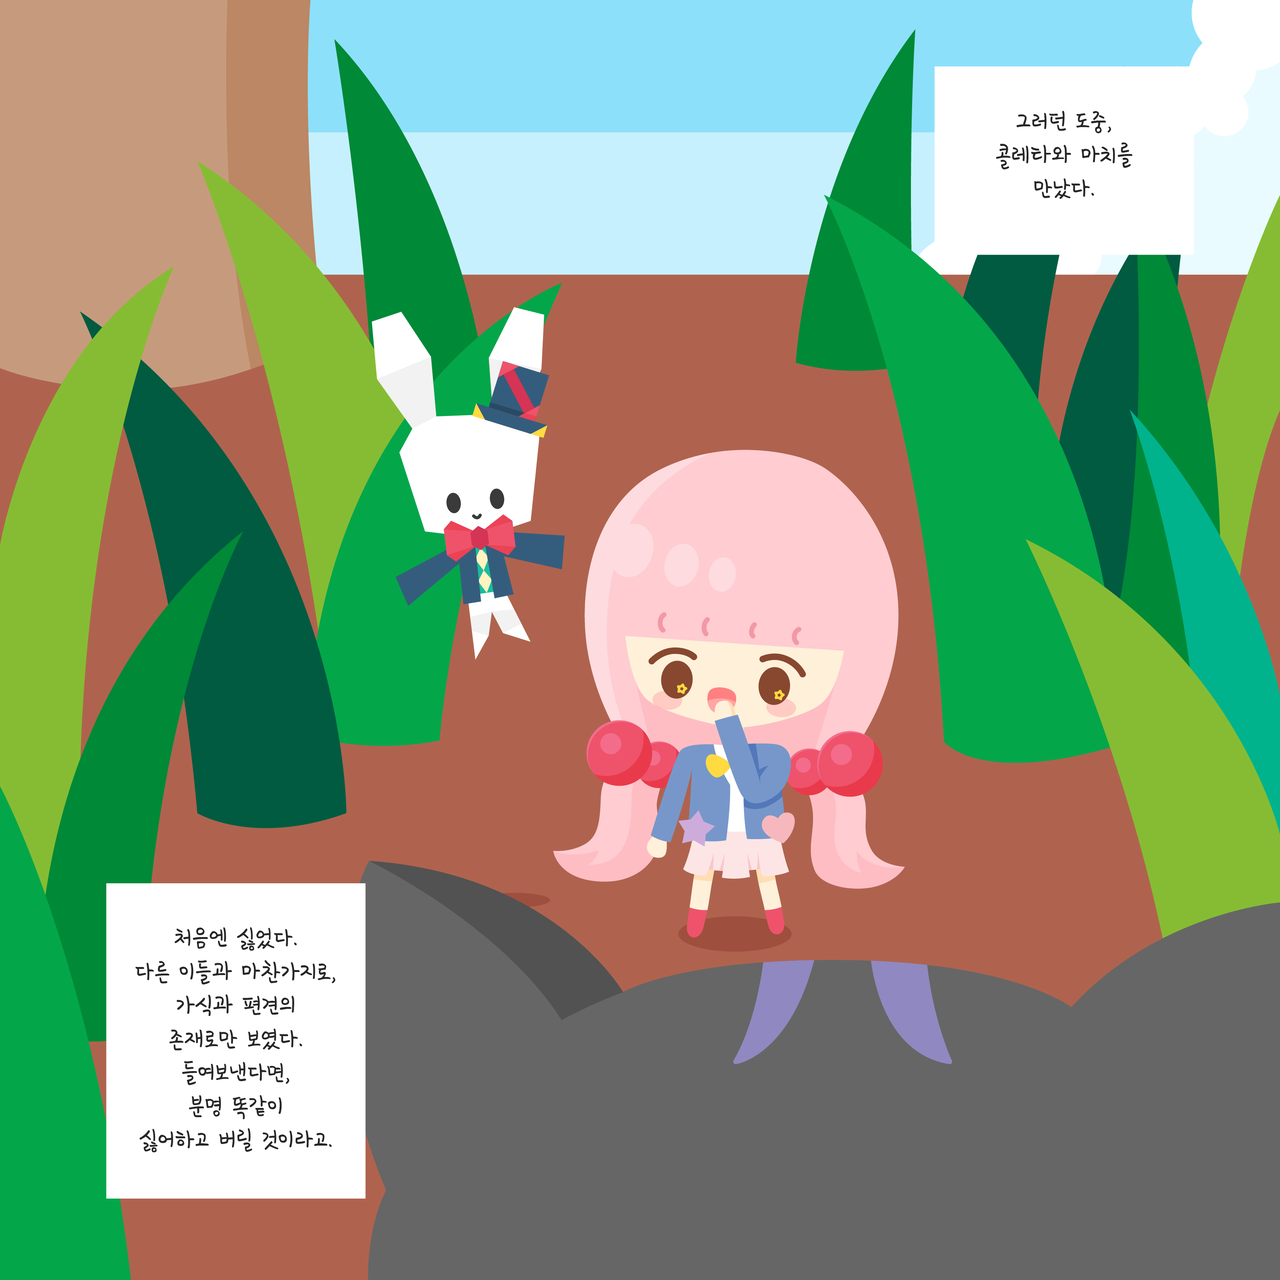 그러던 도중,
콜레타와 마치를
만났다.
처음엔 싫었다.
다른 이들과 마찬가지로,
가식과 편견의
존재로만 보였다.
들여보낸다면,
분명 똑같이
싫어하고 버릴 것이라고.